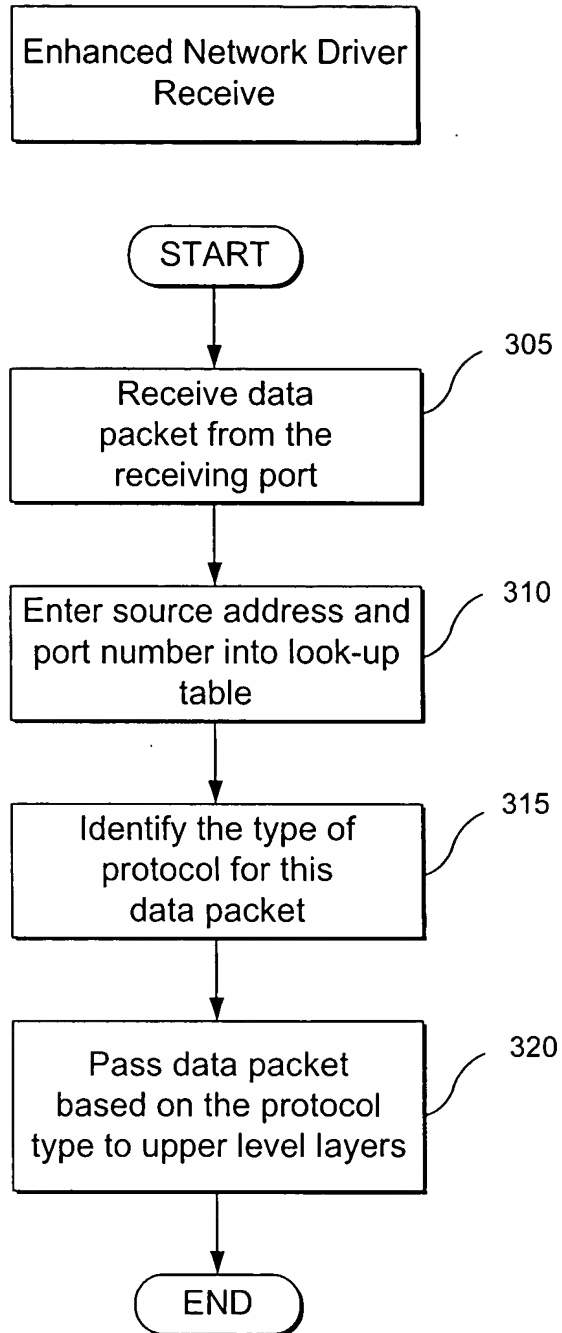 Enhanced Network Driver
Receive
START
305
Receive data
packet from the
receiving port
310
Enter source address and
port number into look-up
table
315
Identify the type of
protocol for this
data packet
320
Pass data packet
based on the protocol
type to upper level layers
END